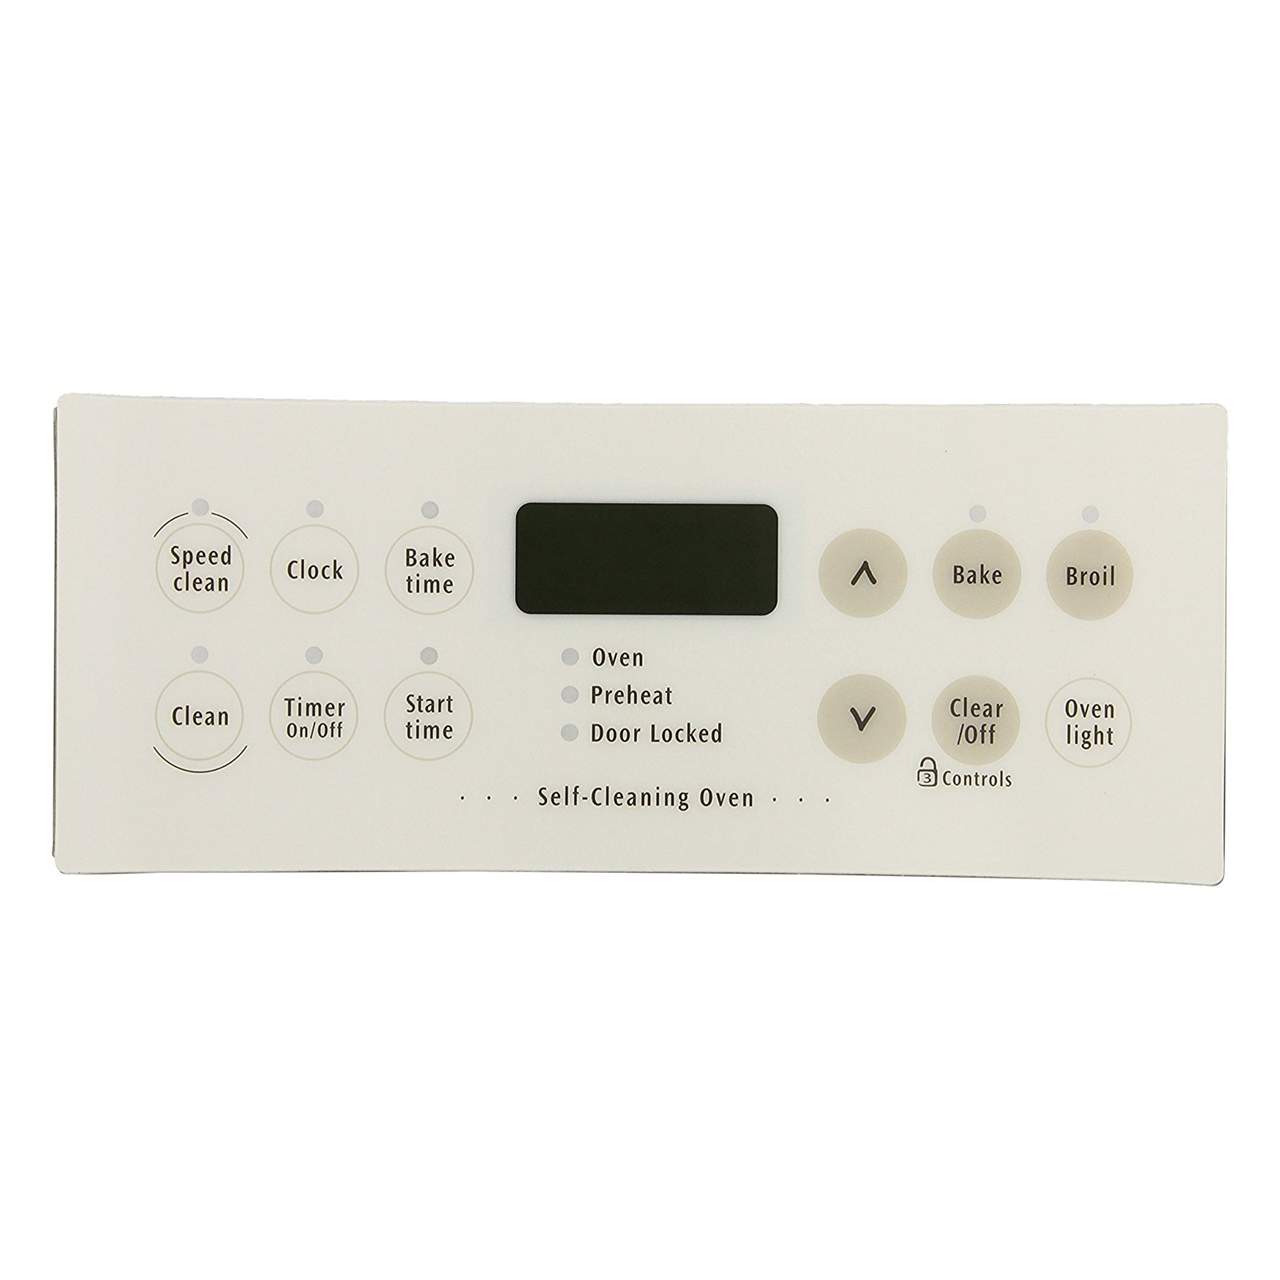 Speed
clean
Clock
Bake
time
Bake
Broil
Clean
Timer
On/Off
Start
time
Oven
Preheat
Door Locked
Clear
/Off
3 Controls
Oven
light
· · · Self-Cleaning Oven · · ·